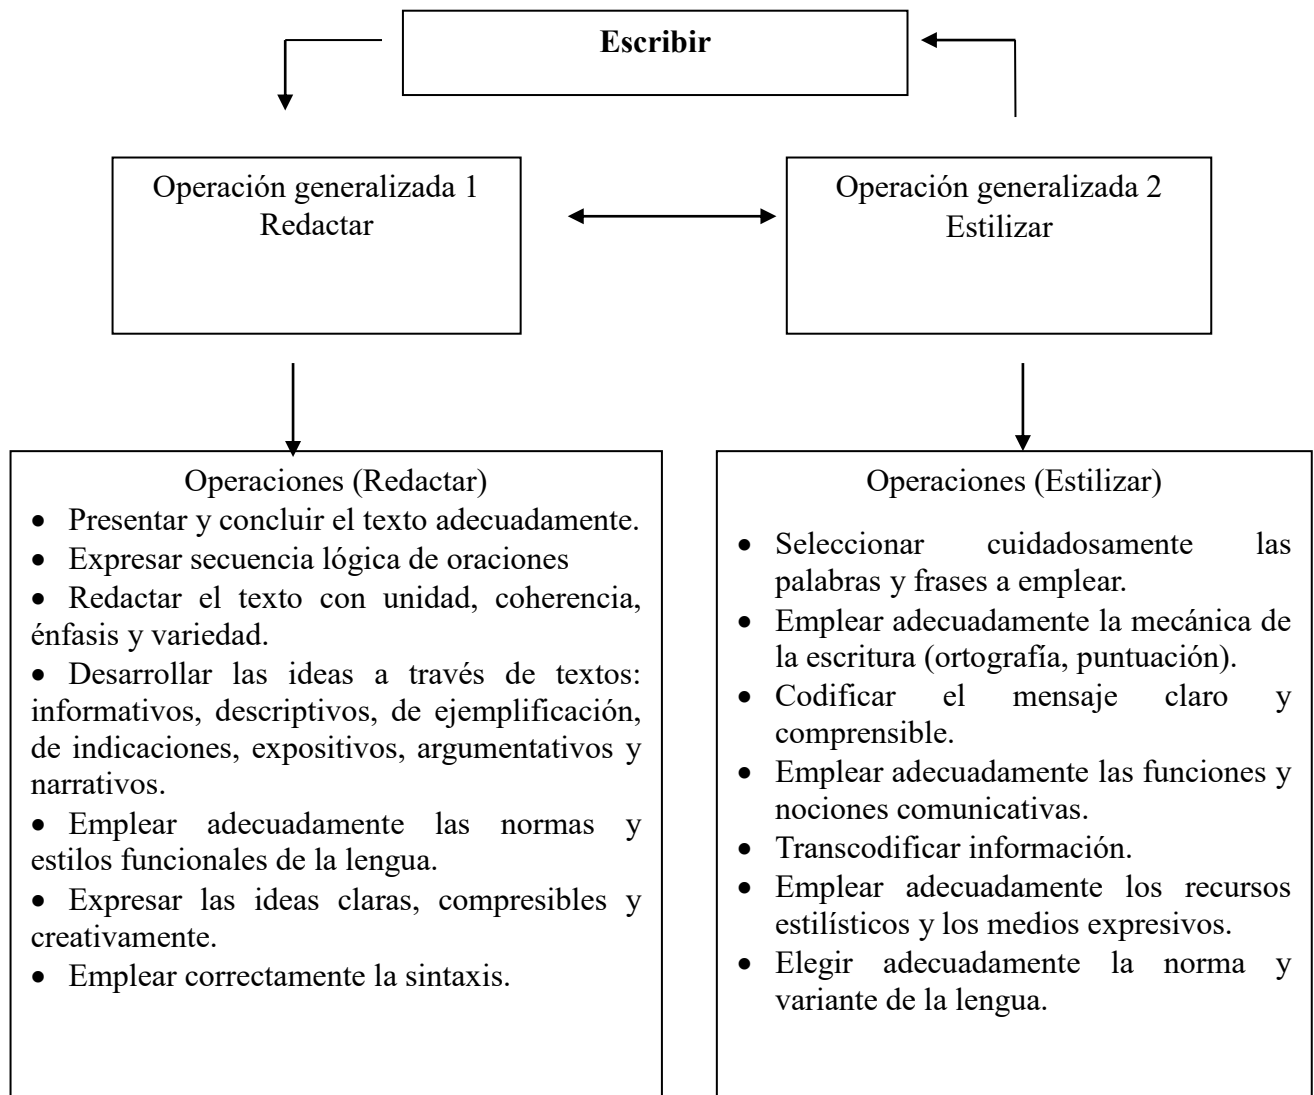 Escribir
Operación generalizada 1
Redactar
Operación generalizada 2
Estilizar
Operaciones (Redactar)
• Presentar y concluir el texto adecuadamente.
• Expresar secuencia lógica de oraciones
• Redactar el texto con unidad, coherencia,
énfasis y variedad.
• Desarrollar las ideas a través de textos:
informativos, descriptivos, de ejemplificación,
de indicaciones, expositivos, argumentativos y
narrativos.
• Emplear adecuadamente las normas y
estilos funcionales de la lengua.
• Expresar las ideas claras, compresibles y
creativamente.
• Emplear correctamente la sintaxis.
Operaciones (Estilizar)
• Seleccionar cuidadosamente las
palabras y frases a emplear.
• Emplear adecuadamente la mecánica de
la escritura (ortografía, puntuación).
• Codificar el mensaje claro y
comprensible.
• Emplear adecuadamente las funciones y
nociones comunicativas.
• Transcodificar información.
• Emplear adecuadamente los recursos
estilísticos y los medios expresivos.
• Elegir adecuadamente la norma y
variante de la lengua.